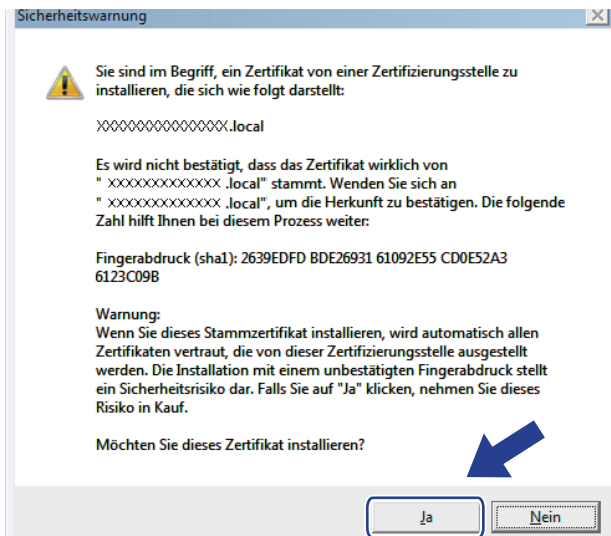 Sicherheitswarnung
Sie sind im Begriff, ein Zertifikat von einer Zertifizierungsstelle zu
installieren, die sich wie folgt darstellt:
XXXXXXXXXXXXXXX.local
Es wird nicht bestätigt, dass das Zertifikat wirklich von
" XXXXXXXXXXXXX .local" stammt. Wenden Sie sich an
" XXXXXXXXXXXXX .local", um die Herkunft zu bestätigen. Die folgende
Zahl hilft Ihnen bei diesem Prozess weiter:
Fingerabdruck (sha1): 2639EDFD BDE26931 61092E55 CD0E52A3
6123C09B
Warnung:
Wenn Sie dieses Stammzertifikat installieren, wird automatisch allen
Zertifikaten vertraut, die von dieser Zertifizierungsstelle ausgestellt
werden. Die Installation mit einem unbestätigten Fingerabdruck stellt
ein Sicherheitsrisiko dar. Falls Sie auf "Ja" klicken, nehmen Sie dieses
Risiko in Kauf.
Möchten Sie dieses Zertifikat installieren?
Ja
Nein